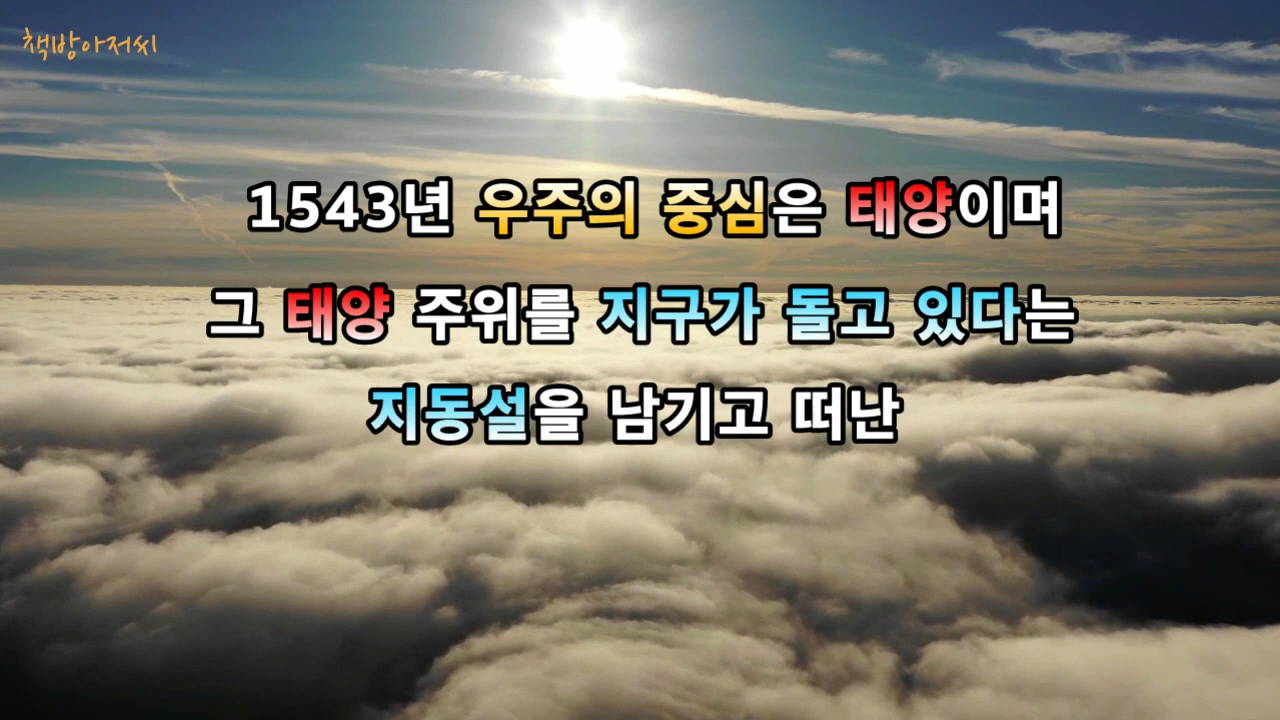 책방아저씨
1543년 우주의 중심은 태양이며
그 태양 주위를 지구가 돌고 있다는
지동설을 남기고 떠난